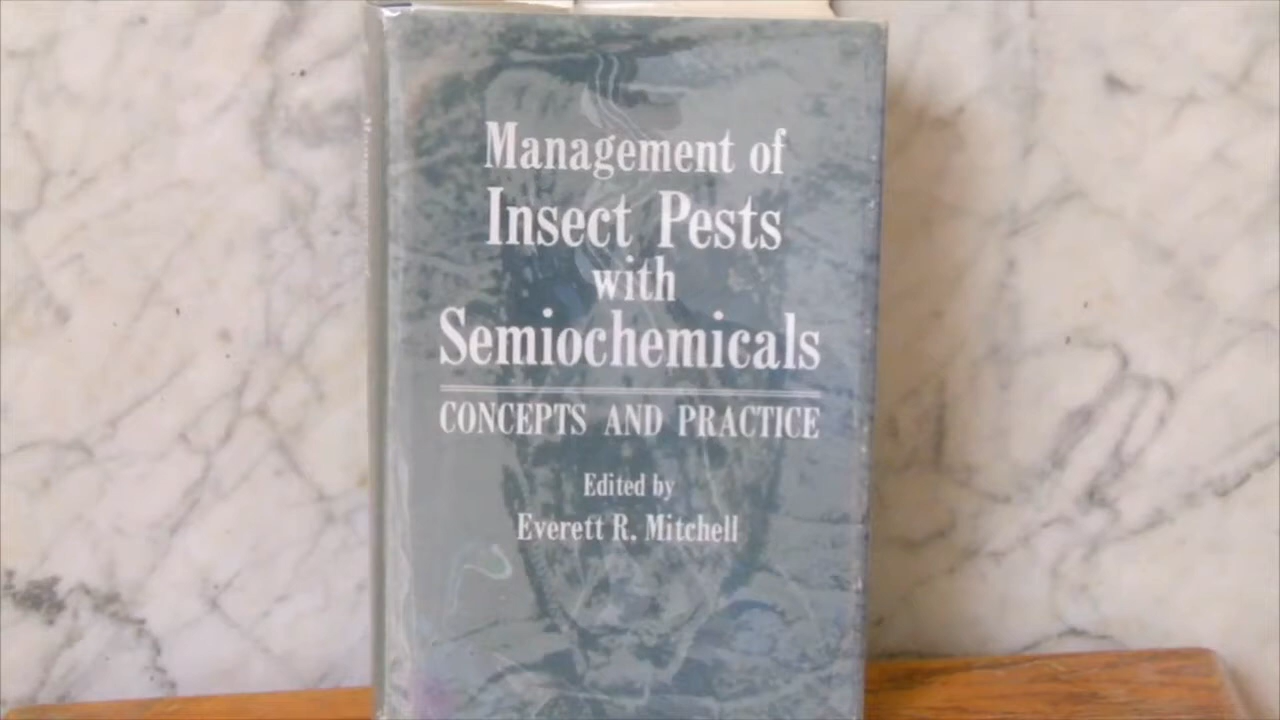 Management of
Insect Pests
with
Semiochemicals
CONCEPTS AND PRACTICE
Edited by
Everett R. Mitchell